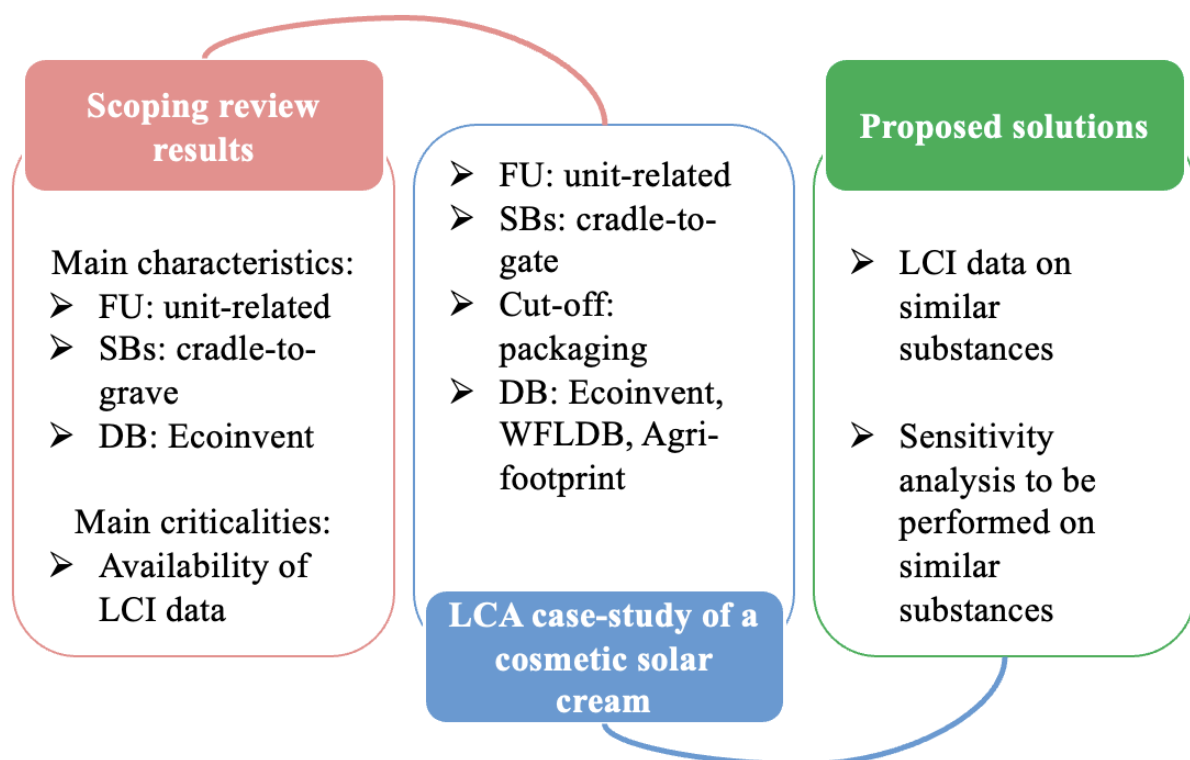 Scoping review
results
Main characteristics:
➢ FU: unit-related
➢ SBs: cradle-to-
grave
➢ DB: Ecoinvent
Main criticalities:
➢ Availability of
LCI data
➢ FU: unit-related
➢ SBs: cradle-to-
gate
➢ Cut-off:
packaging
➢ DB: Ecoinvent,
WFLDB, Agri-
footprint
LCA case-study of a
cosmetic solar
cream
Proposed solutions
➢ LCI data on
similar
substances
➢ Sensitivity
analysis to be
performed on
similar
substances